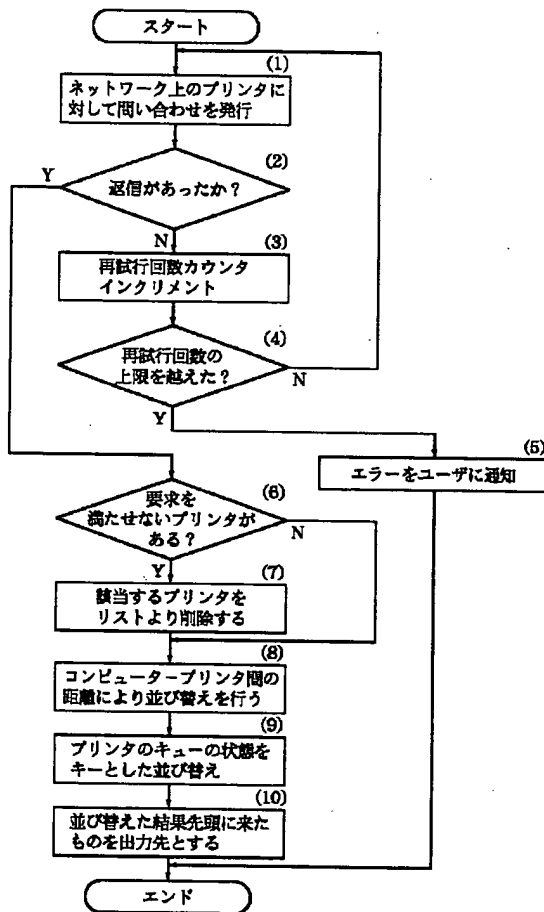 スタート
(1)
ネットワーク上のプリンタに
対して問い合わせを発行
(2)
Y
返信があったか？
N
(3)
再試行回数カウンタ
インクリメント
(4)
再試行回数の
上限を越えた？
N
Y
(5)
エラーをユーザに通知
(6)
要求を
満たせないプリンタが
ある？
N
Y
(7)
該当するプリンタを
リストより削除する
(8)
コンピュータープリンタ間の
距離により並び替えを行う
(9)
プリンタのキューの状態を
キーとした並び替え
(10)
並び替えた結果先頭に来た
ものを出力先とする
エンド